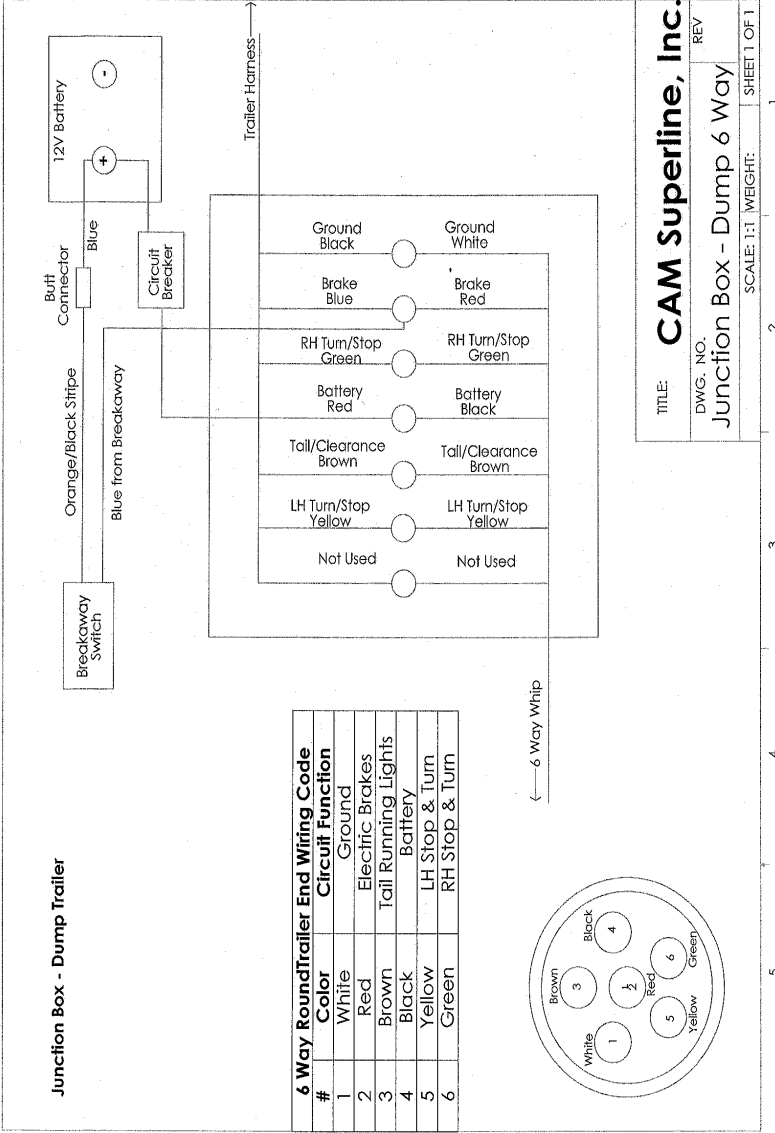 Junction Box - Dump Trailer
12V Battery
+
-
Butt
Connector
Blue
Orange/Black Stripe
Breakaway
Switch
Blue from Breakaway
Circuit
Breaker
Trailer Harness
Not Used
LH Turn/Stop
Yellow
Tail/Clearance
Brown
Battery
Red
RH Turn/Stop
Green
Brake
Blue
Ground
Black
Not Used
LH Turn/Stop
Yellow
Tail/Clearance
Brown
Battery
Black
RH Turn/Stop
Green
Brake
Red
Ground
White
6 Way Whip
6 Way RoundTrailer End Wiring Code
# Color Circuit Function
1 White Ground
2 Red Electric Brakes
3 Brown Tail Running Lights
4 Black Battery
5 Yellow LH Stop & Turn
6 Green RH Stop & Turn
White
1
Brown
3
Black
4
2
Red
5
Yellow
6
Green
TITLE:
CAM Superline, Inc.
DWG. NO.
REV
Junction Box - Dump 6 Way
SCALE: 1:1 WEIGHT: SHEET 1 OF 1
5 4 3 2 1